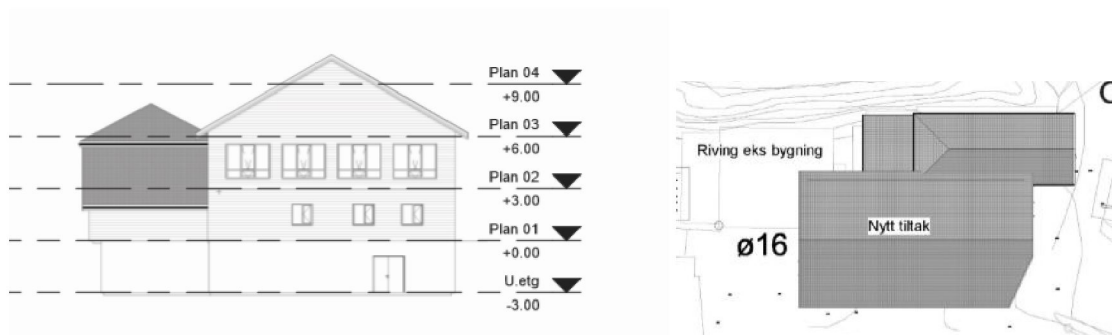 Plan 04
+9.00
Plan 03
+6.00
Plan 02
+3.00
Plan 01
+0.00
U.etg
-3.00
Riving eks bygning
Nytt tiltak
ø16